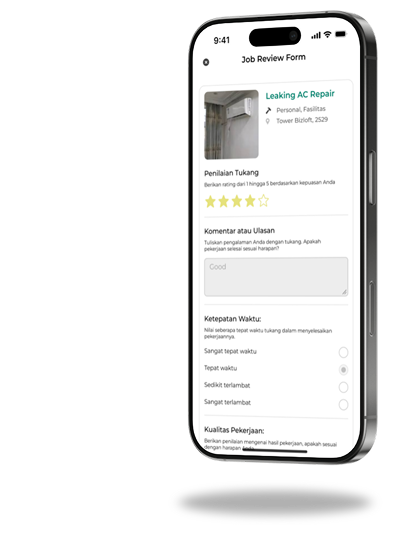 9:41
Job Review Form
Leaking AC Repair
Personal, Fasilitas
Tower Bizloft, 2529
Penilaian Tukang
Berikan rating dari 1 hingga 5 berdasarkan kepuasan Anda
Komentar atau Ulasan
Tuliskan pengalaman Anda dengan tukang. Apakah
pekerjaan selesai sesuai harapan?
Good
Ketepatan Waktu:
Nilai seberapa tepat waktu tukang dalam menyelesaikan
pekerjaannya.
Sangat tepat waktu
Tepat waktu
Sedikit terlambat
Sangat terlambat
Kualitas Pekerjaan:
Berikan penilaian mengenai hasil pekerjaan, apakah sesuai
dengan harapan Anda.